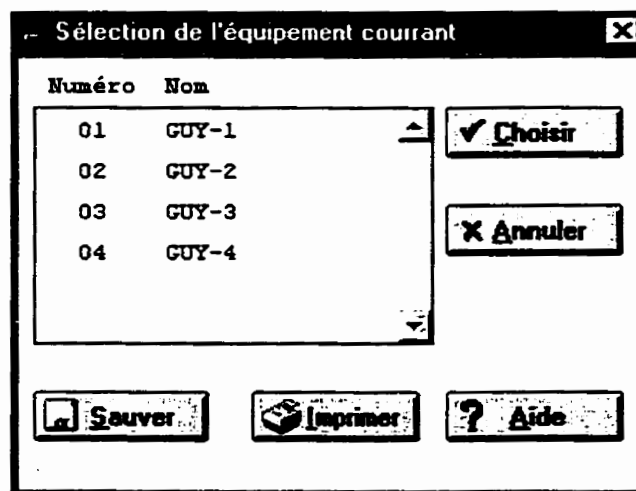 Sélection de l'équipement courrant
Numéro Nom
01 GUY-1
02 GUY-2
03 GUY-3
04 GUY-4
Choisir
Annuler
Sauver Imprimer Aide